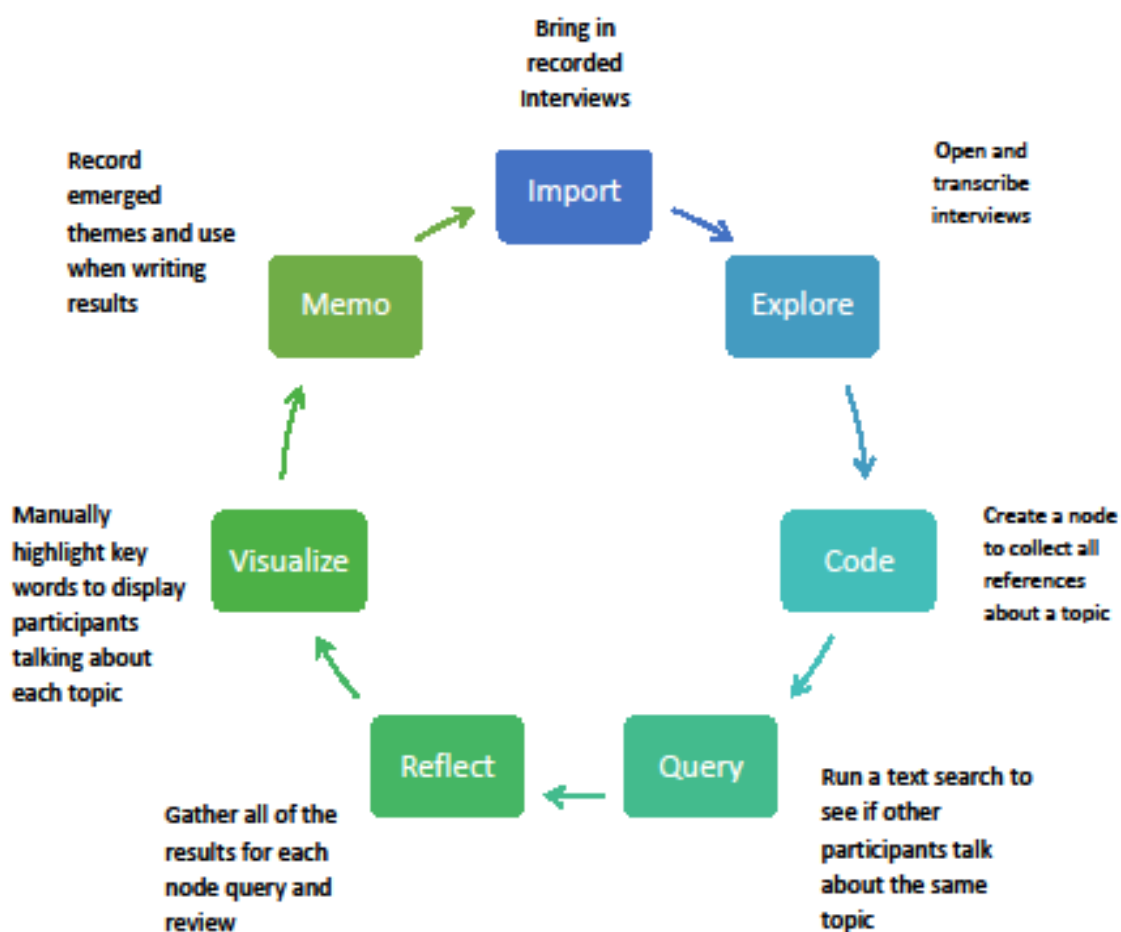 Bring in
recorded
Interviews
Import
Open and
transcribe
interviews
Explore
Create a node
to collect all
references
about a topic
Code
Run a text search to
see if other
participants talk
about the same
topic
Query
Gather all of the
results for each
node query and
review
Reflect
Manually
highlight key
words to display
participants
talking about
each topic
Visualize
Record
emerged
themes and use
when writing
results
Memo